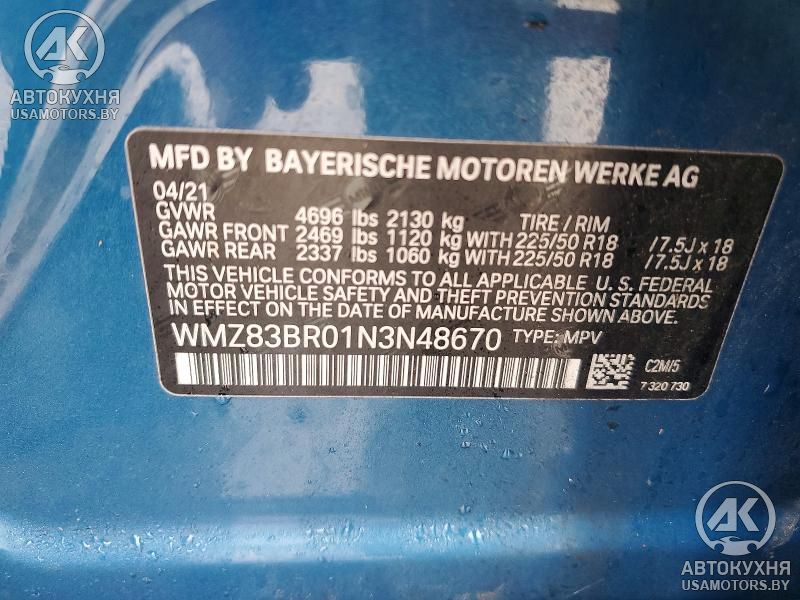 АК
АВТОКУХНЯ
USAMOTORS.BY
MFD BY BAYERISCHE MOTOREN WERKE AG
04/21
GVWR 4696 lbs 2130 kg TIRE / RIM
GAWR FRONT 2469 lbs 1120 kg WITH 225/50 R18 /7.5J x 18
GAWR REAR 2337 lbs 1060 kg WITH 225/50 R18 /7.5J x 18
THIS VEHICLE CONFORMS TO ALL APPLICABLE U. S. FEDERAL
MOTOR VEHICLE SAFETY AND THEFT PREVENTION STANDARDS
IN EFFECT ON THE DATE OF MANUFACTURE SHOWN ABOVE
WMZ83BR01N3N48670 TYPE: MPV
C2M/5
7 320 730
АК
АВТОКУХНЯ
USAMOTORS.BY